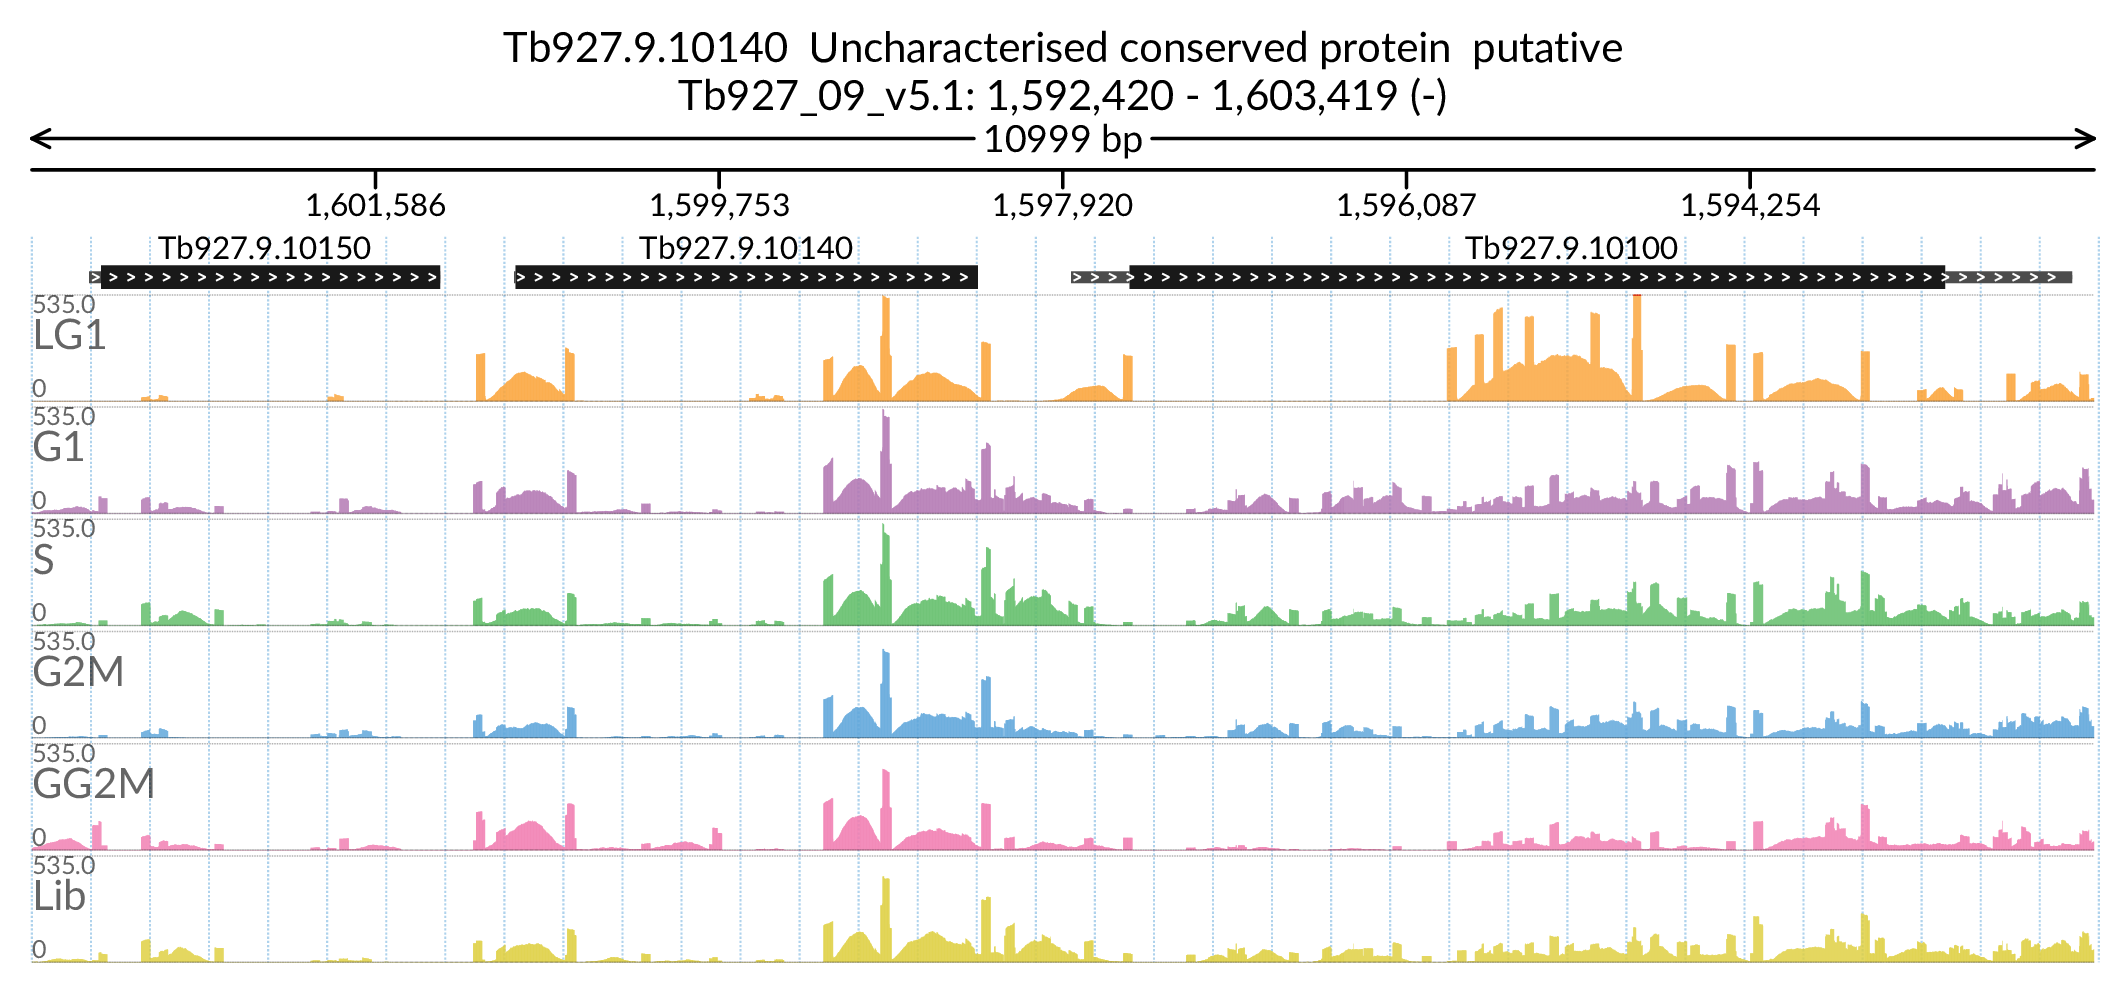 Tb927.9.10140  Uncharacterised conserved protein  putative
Tb927_09_v5.1: 1,592,420 - 1,603,419 (-)
10999 bp
1,601,586 1,599,753 1,597,920 1,596,087 1,594,254
Tb927.9.10150 Tb927.9.10140 Tb927.9.10100
535.0
LG1
0
535.0
G1
0
535.0
S
0
535.0
G2M
0
535.0
GG2M
0
535.0
Lib
0